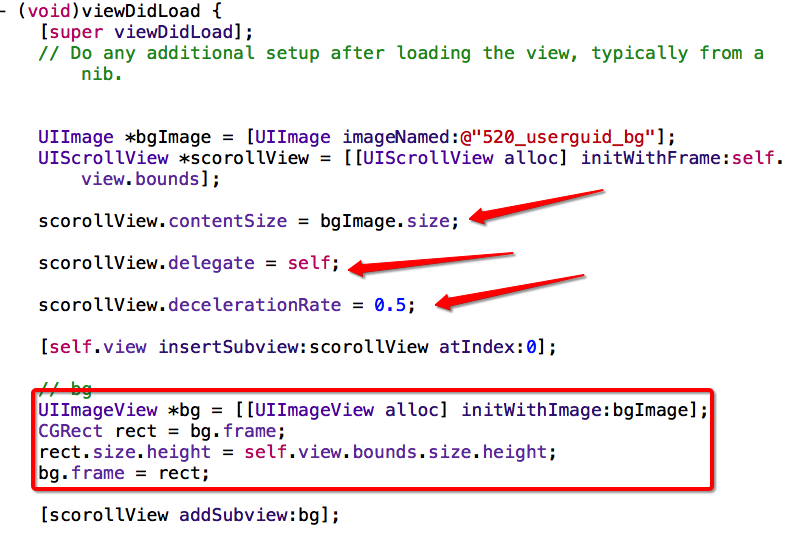 - (void)viewDidLoad {
[super viewDidLoad];
// Do any additional setup after loading the view, typically from a
nib.
UIImage *bgImage = [UIImage imageNamed:@"520_userguid_bg"];
UIScrollView *scorollView = [[UIScrollView alloc] initWithFrame:self.
view.bounds];
scorollView.contentSize = bgImage.size;
scorollView.delegate = self;
scorollView.decelerationRate = 0.5;
[self.view insertSubview:scorollView atIndex:0];
// bg
UIImageView *bg = [[UIImageView alloc] initWithImage:bgImage];
CGRect rect = bg.frame;
rect.size.height = self.view.bounds.size.height;
bg.frame = rect;
[scorollView addSubview:bg];